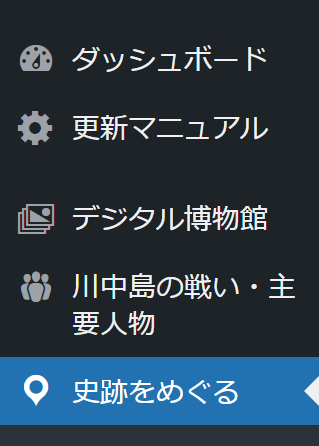 ダッシュボード
更新マニュアル
デジタル博物館
川中島の戦い・主
要人物
史跡をめぐる